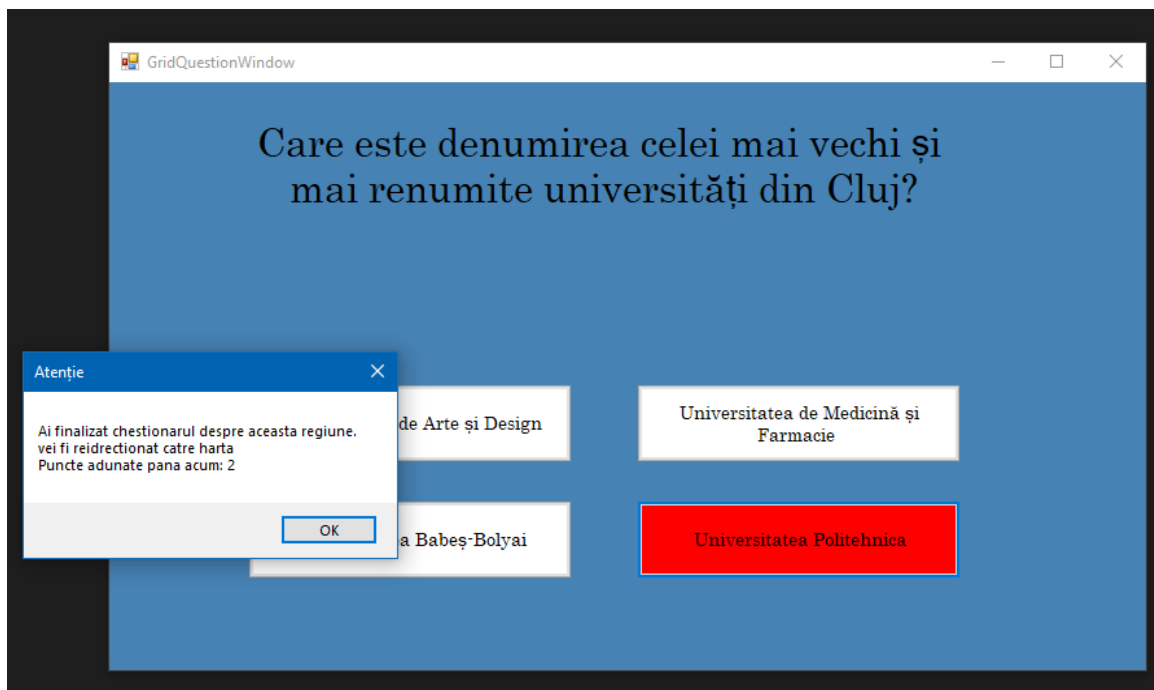 GridQuestionWindow
Care este denumirea celei mai vechi și
mai renumite universități din Cluj?
Atenție
Ai finalizat chestionarul despre aceasta regiune.
vei fi reidrectionat catre harta
Puncte adunate pana acum: 2
OK
de Arte și Design
Universitatea de Medicină și
Farmacie
a Babeș-Bolyai
Universitatea Politehnica